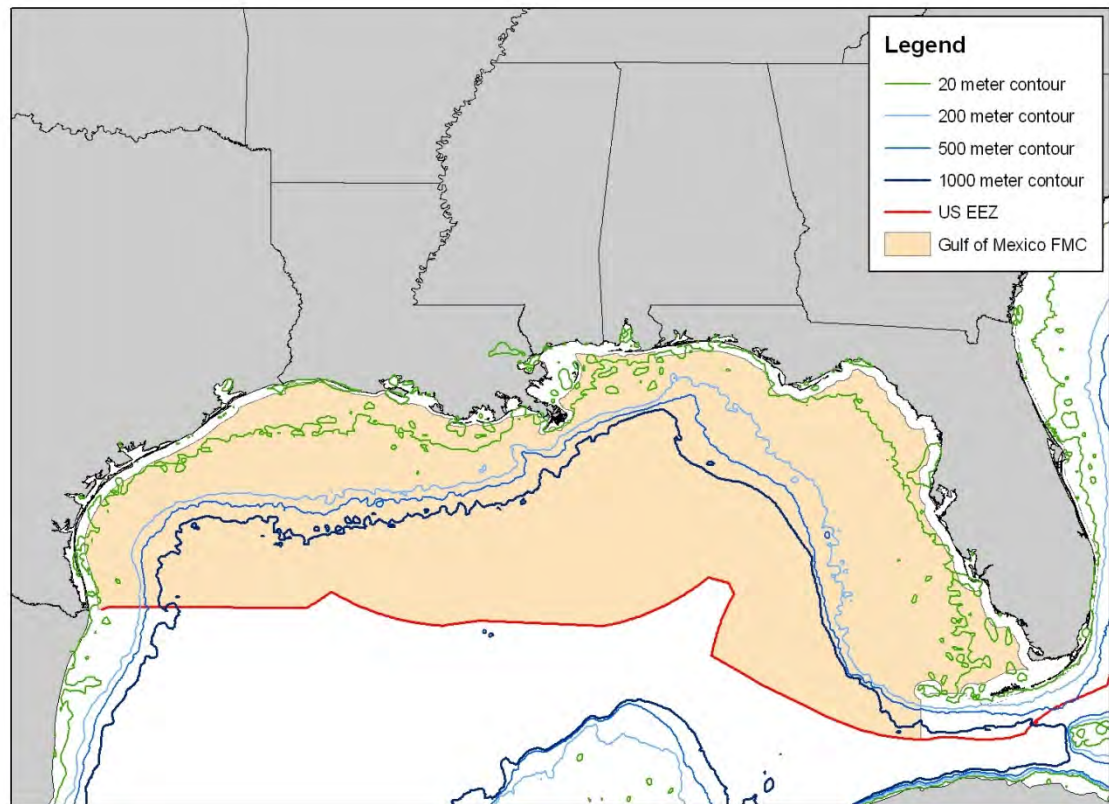 Legend
20 meter contour
200 meter contour
500 meter contour
1000 meter contour
US EEZ
Gulf of Mexico FMC